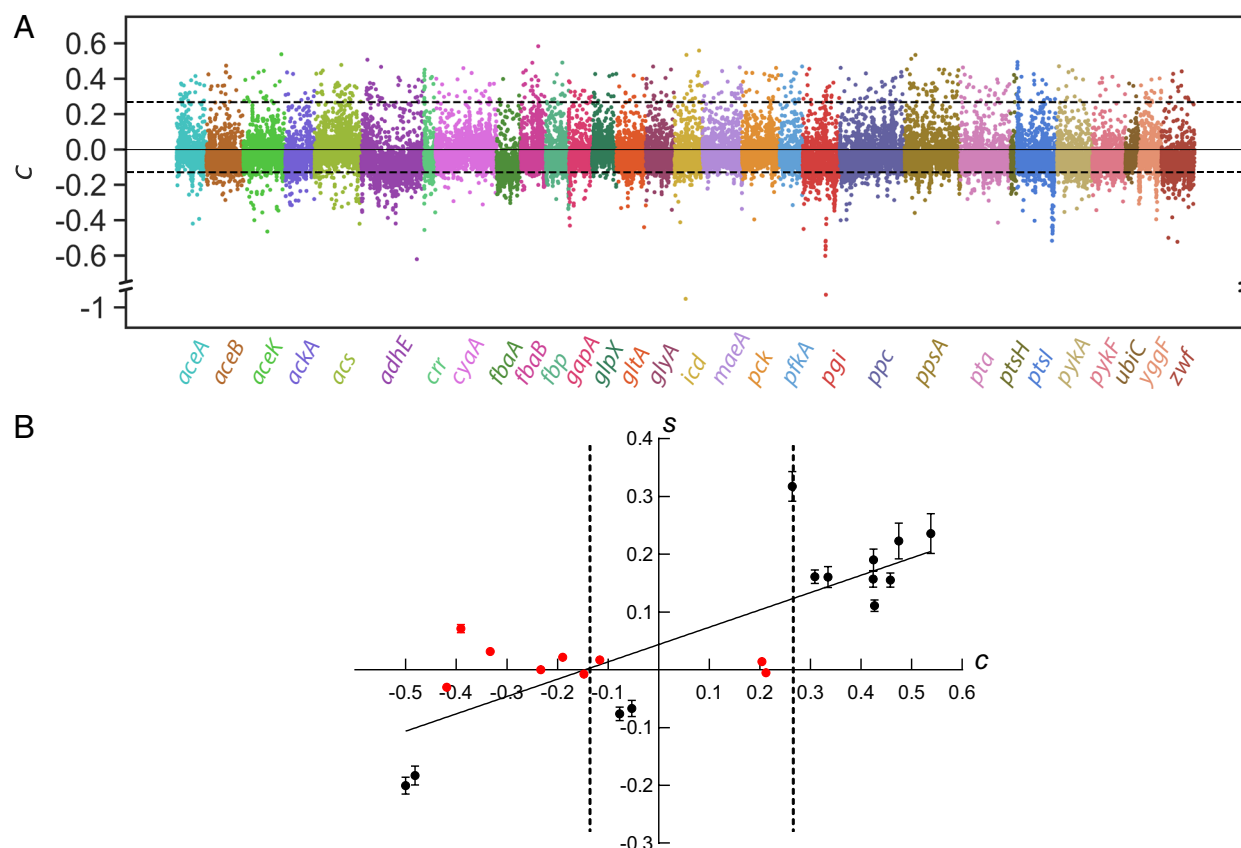 A
0.6
0.4
0.2
0.0
-0.2
-0.4
-0.6
-1
c
aceA aceB aceK ackA acs adhE crr cyaA fbaA fbaB fbp gapA glpX gltA glyA icd maeA pck pfkA pgi ppc ppsA pta ptsH ptsI pykA pykF ubiC yggF zwf
B
s
0.4
0.3
0.2
0.1
c
-0.5 -0.4 -0.3 -0.2 -0.1 0.1 0.2 0.3 0.4 0.5 0.6
-0.1
-0.2
-0.3